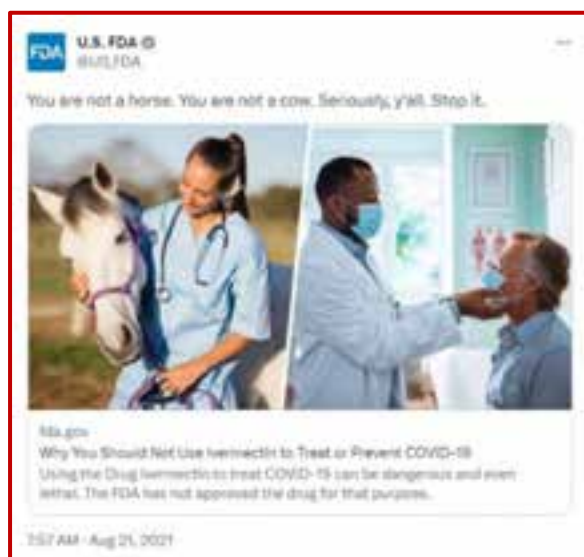 FDA
U.S. FDA
@US_FDA
You are not a horse. You are not a cow. Seriously, y'all. Stop it.
fda.gov
Why You Should Not Use Ivermectin to Treat or Prevent COVID-19
Using the Drug Ivermectin to treat COVID-19 can be dangerous and even
lethal. The FDA has not approved the drug for that purpose.
7:57 AM · Aug 21, 2021